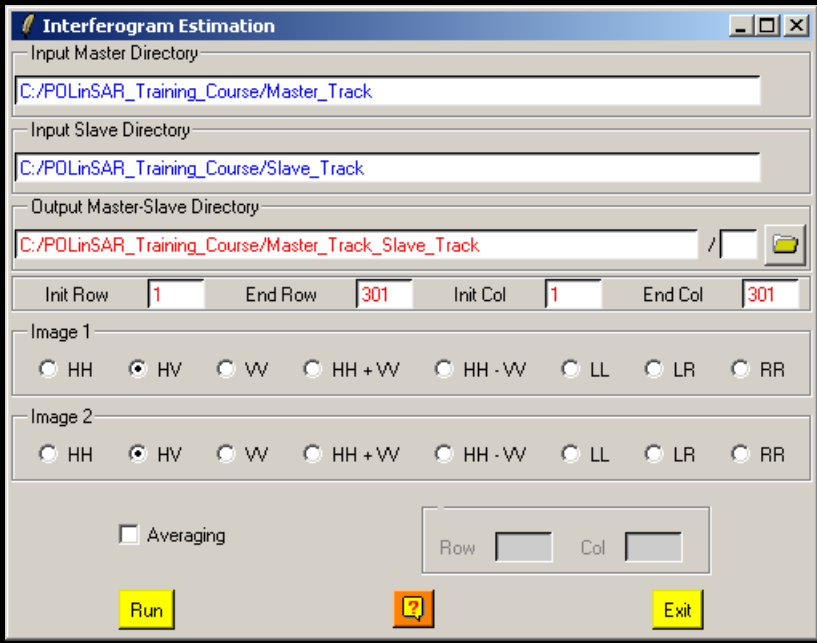 Interferogram Estimation
Input Master Directory
C:/POLinSAR_Training_Course/Master_Track
Input Slave Directory
C:/POLinSAR_Training_Course/Slave_Track
Output Master-Slave Directory
C:/POLinSAR_Training_Course/Master_Track_Slave_Track /
Init Row 1 End Row 301 Init Col 1 End Col 301
Image 1
HH HV VV HH + VV HH - VV LL LR RR
Image 2
HH HV VV HH + VV HH - VV LL LR RR
Averaging Row Col
Run ? Exit